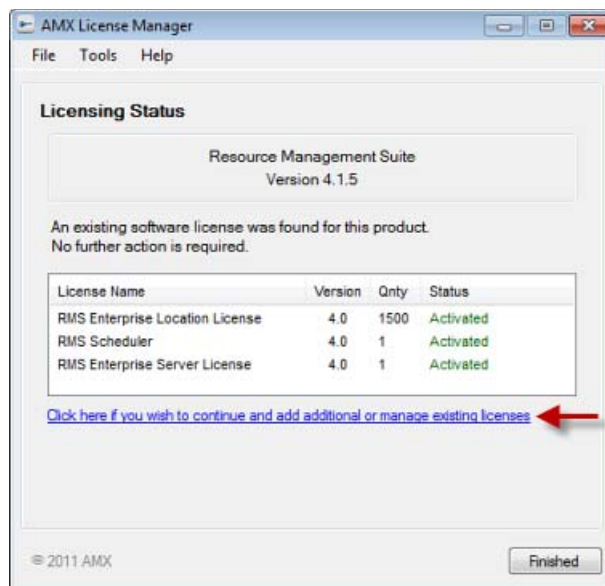 AMX License Manager
File Tools Help
Licensing Status
Resource Management Suite
Version 4.1.5
An existing software license was found for this product.
No further action is required.
License Name Version Qnty Status
RMS Enterprise Location License 4.0 1500 Activated
RMS Scheduler 4.0 1 Activated
RMS Enterprise Server License 4.0 1 Activated
Click here if you wish to continue and add additional or manage existing licenses
© 2011 AMX
Finished